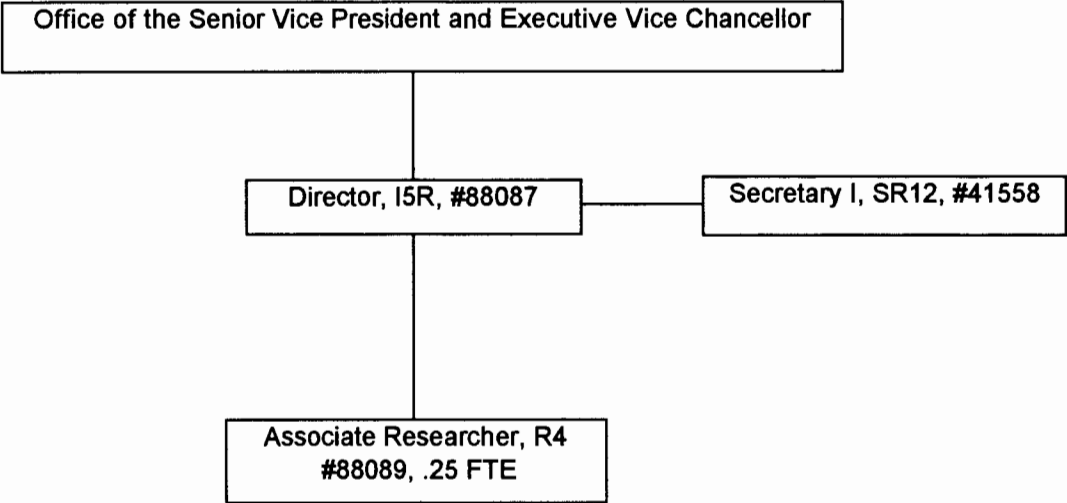 Office of the Senior Vice President and Executive Vice Chancellor
Director, I5R, #88087
Secretary I, SR12, #41558
Associate Researcher, R4
#88089, .25 FTE